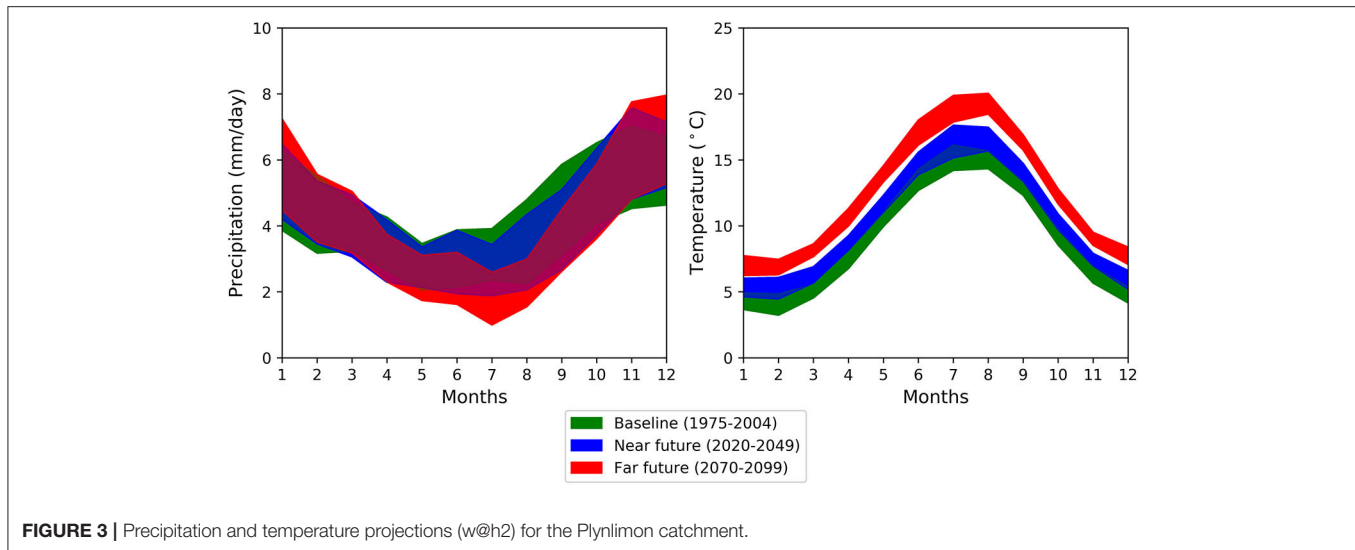 10
8
6
4
2
0
Precipitation (mm/day)
1 2 3 4 5 6 7 8 9 10 11 12
Months
25
20
15
10
5
0
Temperature (°C)
1 2 3 4 5 6 7 8 9 10 11 12
Months
Baseline (1975-2004)
Near future (2020-2049)
Far future (2070-2099)
FIGURE 3 | Precipitation and temperature projections (w@h2) for the Plynlimon catchment.